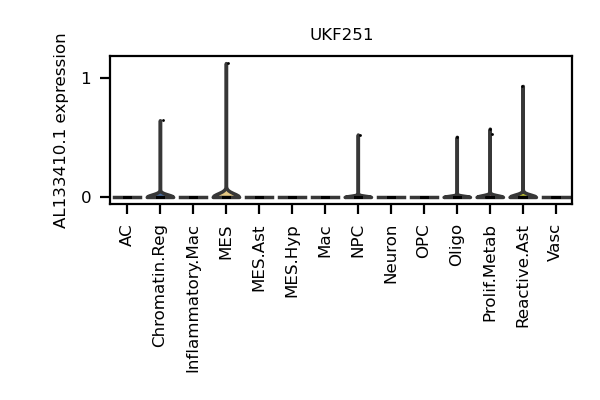 UKF251
AL133410.1 expression
1
0
AC
Chromatin.Reg
Inflammatory.Mac
MES
MES.Ast
MES.Hyp
Mac
NPC
Neuron
OPC
Oligo
Prolif.Metab
Reactive.Ast
Vasc